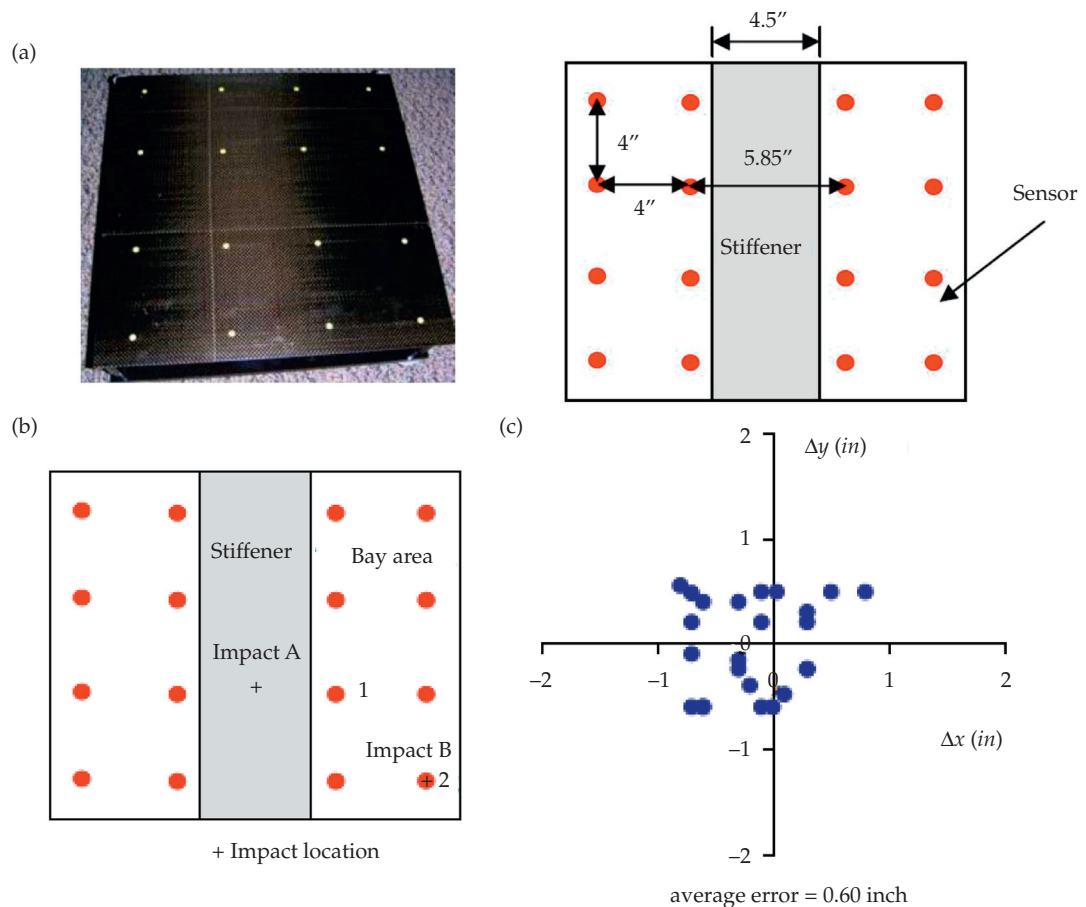 (a)
4.5″
4″
5.85″
4″
Sensor
Stiffener
(b)
Stiffener
Bay area
Impact A
+
1
Impact B
+ 2
+ Impact location
(c)
2
Δy (in)
1
0
−2
−1
0
1
2
Δx (in)
−1
−2
average error = 0.60 inch